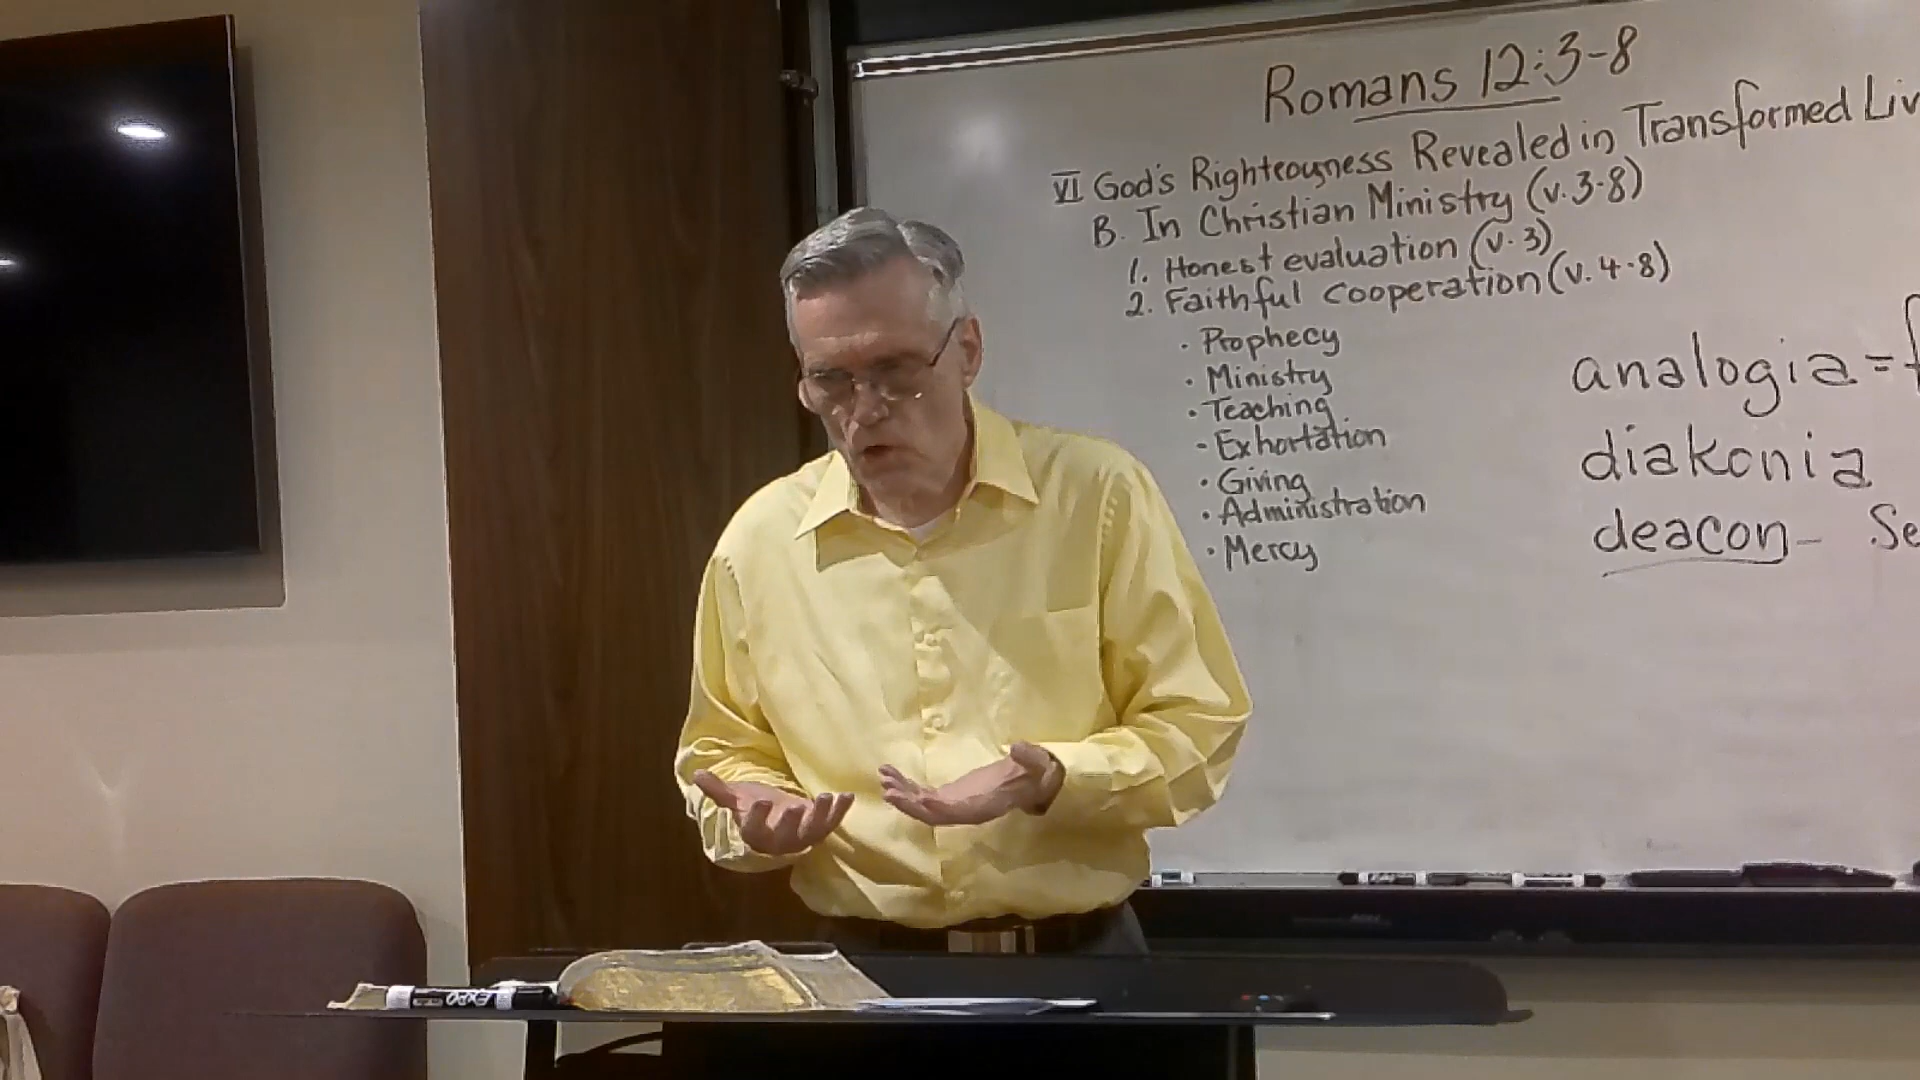 Romans 12:3-8
VI God's Righteousness Revealed in Transformed Liv
B. In Christian Ministry (v. 3-8)
1. Honest evaluation (v. 3)
2. Faithful cooperation (v. 4-8)
• Prophecy
• Ministry
• Teaching
- Exhortation
• Giving
• Administration
• Mercy
analogia = f
diakonia
deacon - Se
EXPO